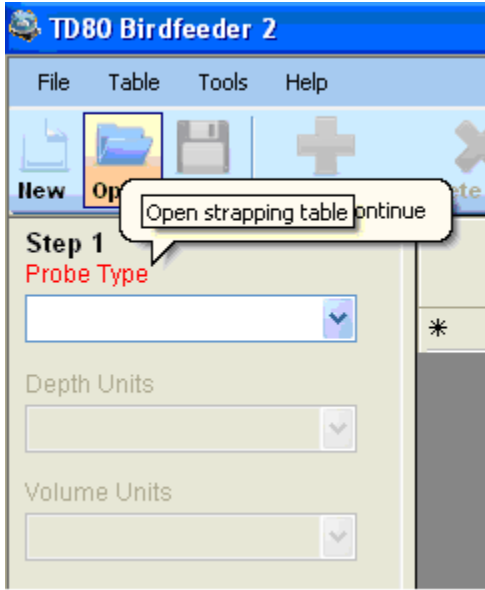 TD80 Birdfeeder 2
File Table Tools Help
New
Open strapping table
ontinue
Step 1
Probe Type
Depth Units
Volume Units